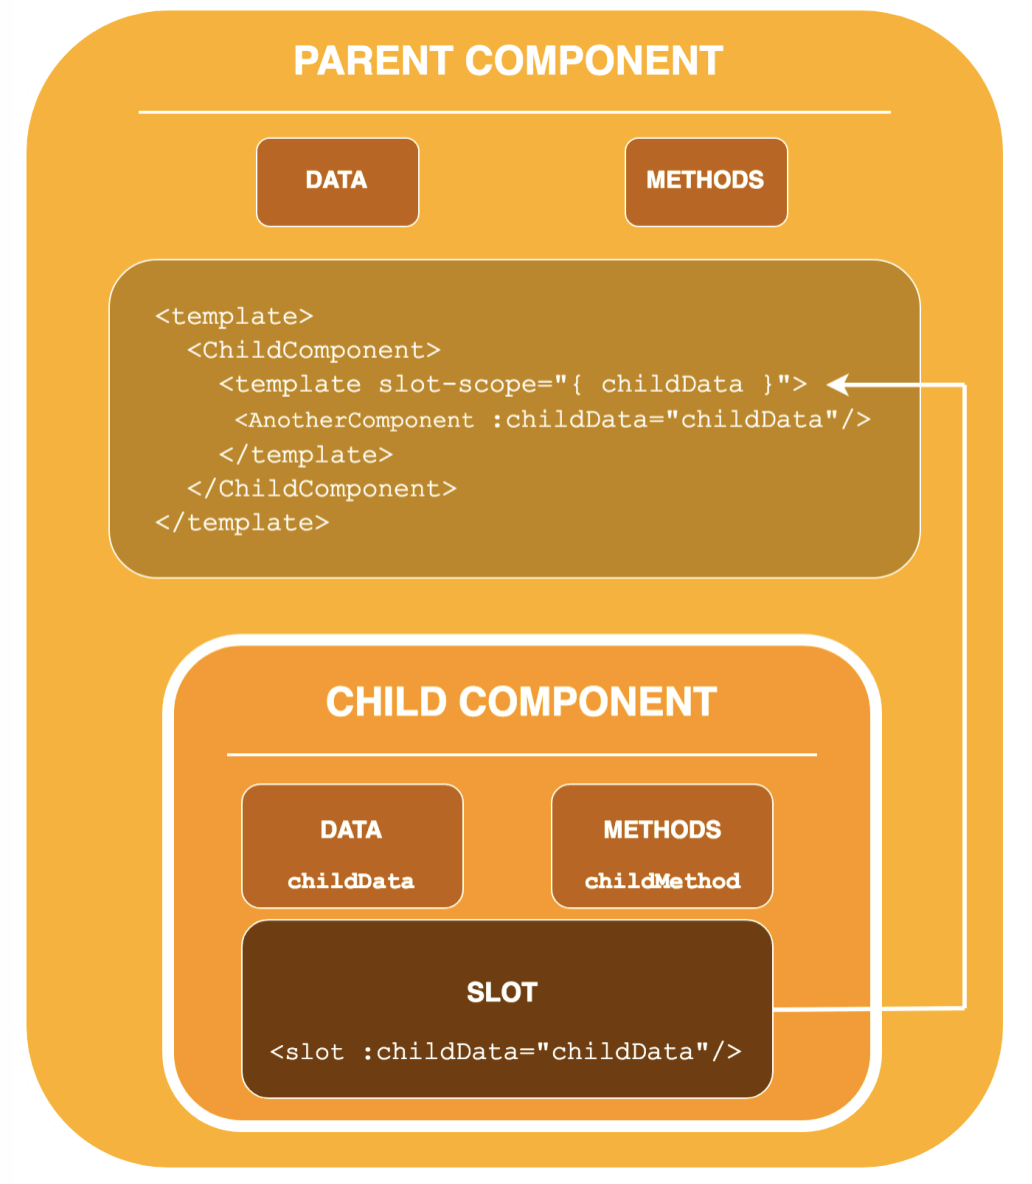 PARENT COMPONENT
DATA
METHODS
<template>
<ChildComponent>
<template slot-scope="{ childData }">
<AnotherComponent :childData="childData"/>
</template>
</ChildComponent>
</template>
CHILD COMPONENT
DATA
childData
METHODS
childMethod
SLOT
<slot :childData="childData"/>